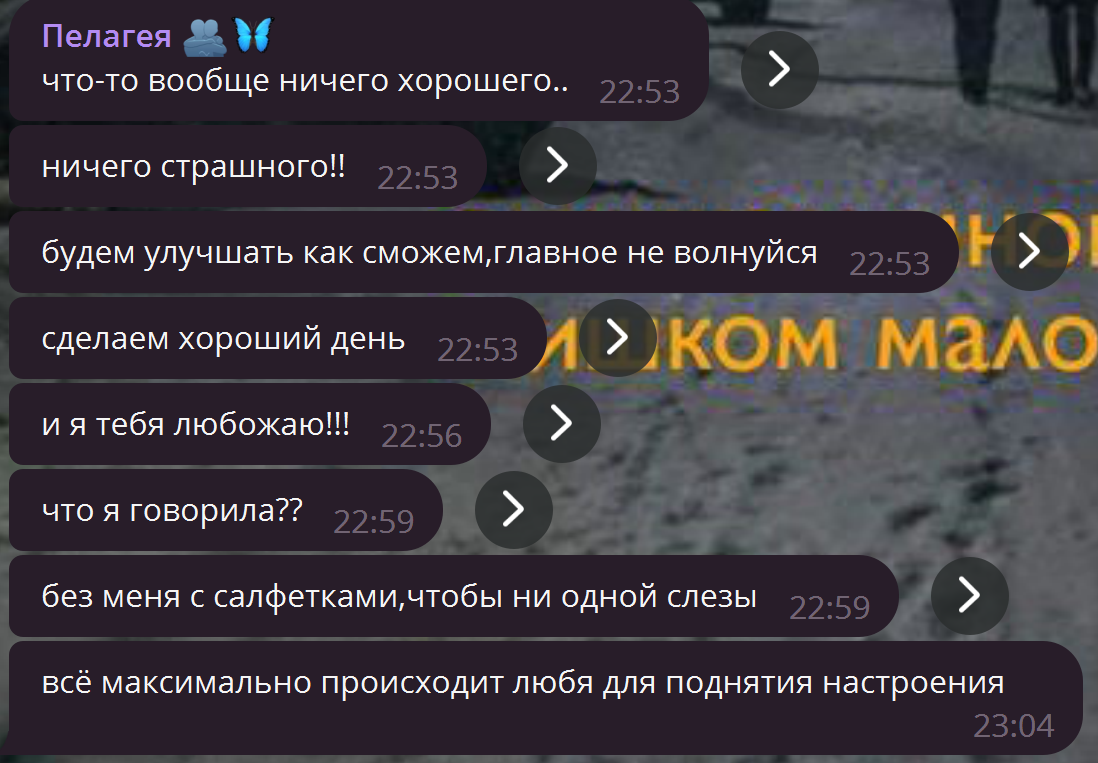 Пелагея 🫂🦋
что-то вообще ничего хорошего.. 22:53
ничего страшного!! 22:53
будем улучшать как сможем,главное не волнуйся 22:53
сделаем хороший день 22:53
ишком мало
и я тебя любожаю!!! 22:56
что я говорила?? 22:59
без меня с салфетками,чтобы ни одной слезы 22:59
всё максимально происходит любя для поднятия настроения
23:04